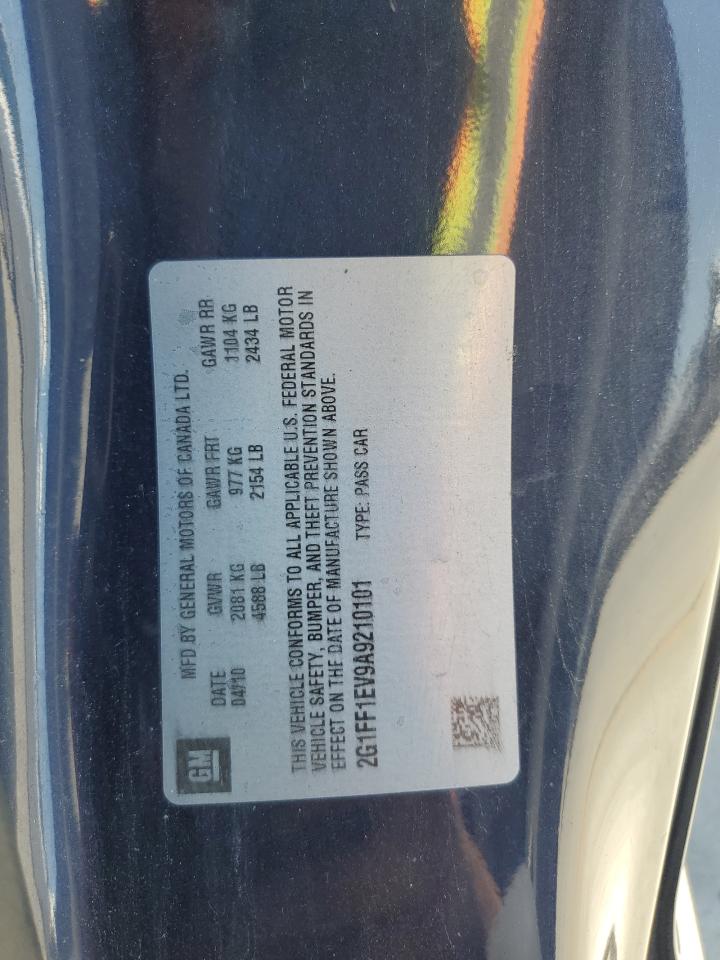 GM
MFD BY GENERAL MOTORS OF CANADA LTD.
DATE GVWR GAWR FRT GAWR RR
04/10 2081 KG 977 KG 1104 KG
4588 LB 2154 LB 2434 LB
THIS VEHICLE CONFORMS TO ALL APPLICABLE U.S. FEDERAL MOTOR
VEHICLE SAFETY, BUMPER, AND THEFT PREVENTION STANDARDS IN
EFFECT ON THE DATE OF MANUFACTURE SHOWN ABOVE.
2G1FF1EV9A9210101 TYPE: PASS CAR